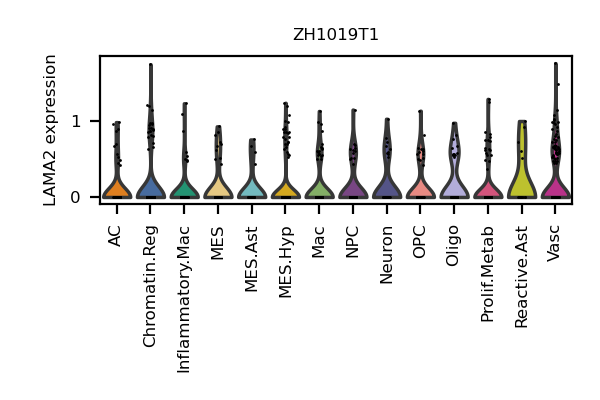 ZH1019T1
LAMA2 expression
1
0
AC
Chromatin.Reg
Inflammatory.Mac
MES
MES.Ast
MES.Hyp
Mac
NPC
Neuron
OPC
Oligo
Prolif.Metab
Reactive.Ast
Vasc